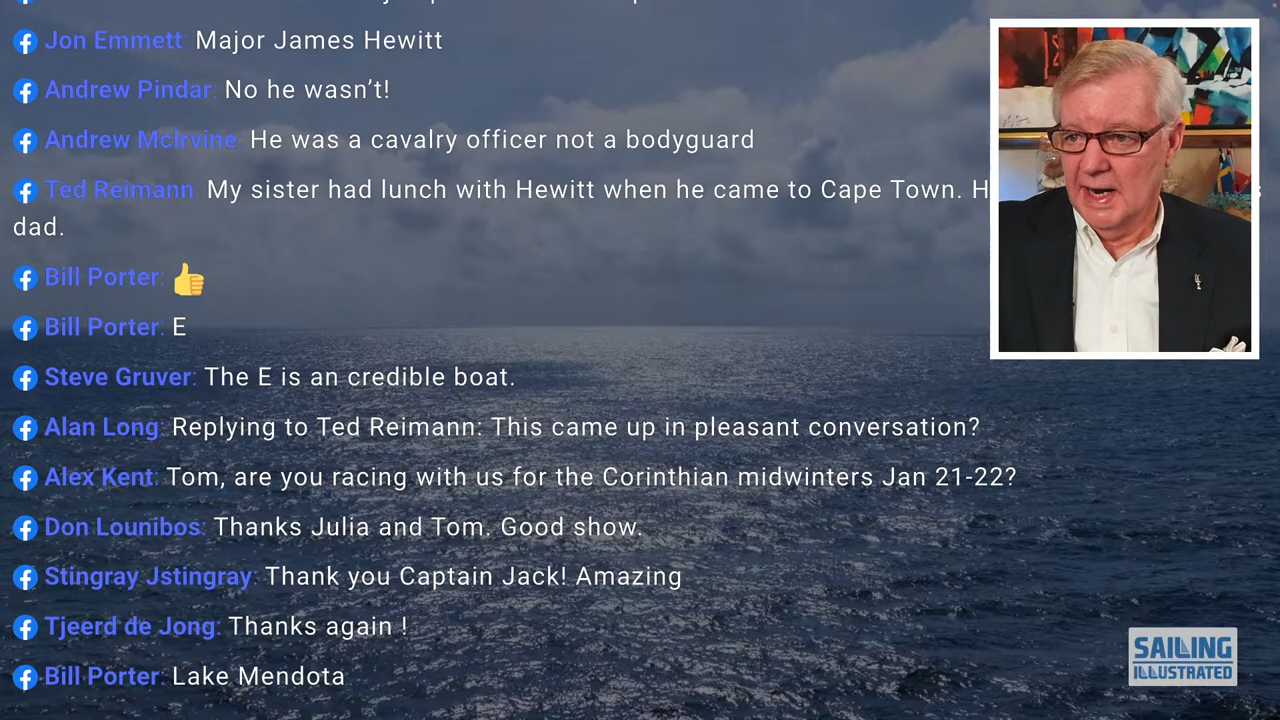 Jon Emmett: Major James Hewitt
Andrew Pindar: No he wasn’t!
Andrew McIrvine: He was a cavalry officer not a bodyguard
Ted Reimann: My sister had lunch with Hewitt when he came to Cape Town.
dad.
Bill Porter: 👍
Bill Porter: E
Steve Gruver: The E is an credible boat.
Alan Long: Replying to Ted Reimann: This came up in pleasant conversation?
Alex Kent: Tom, are you racing with us for the Corinthian midwinters Jan 21-22?
Don Lounibos: Thanks Julia and Tom. Good show.
Stingray Jstingray: Thank you Captain Jack! Amazing
Tjeerd de Jong: Thanks again !
Bill Porter: Lake Mendota
SAILING
ILLUSTRATED